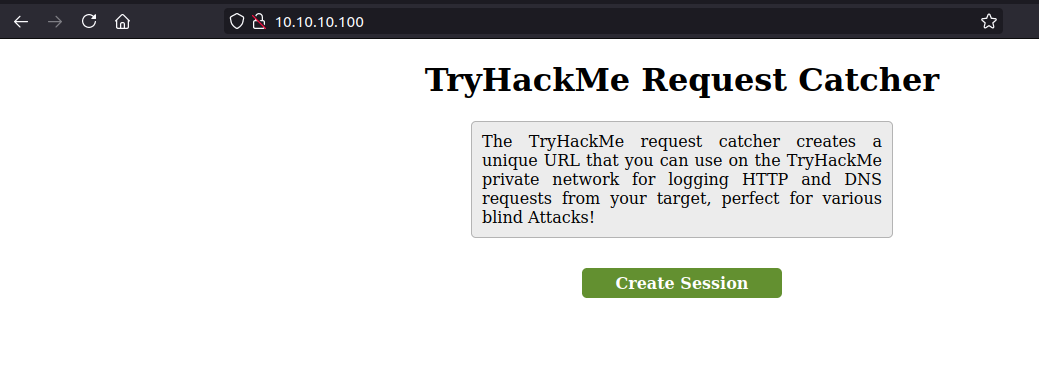 10.10.10.100
TryHackMe Request Catcher
The TryHackMe request catcher creates a
unique URL that you can use on the TryHackMe
private network for logging HTTP and DNS
requests from your target, perfect for various
blind Attacks!
Create Session